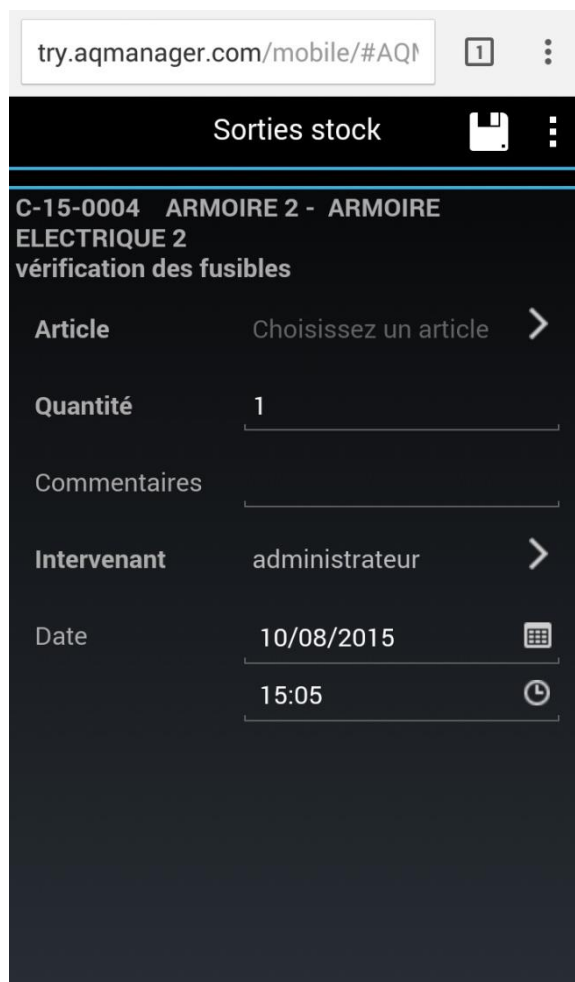 try.aqmanager.com/mobile/#AQM
1
Sorties stock
C-15-0004 ARMOIRE 2 - ARMOIRE
ELECTRIQUE 2
vérification des fusibles
Article Choisissez un article
Quantité 1
Commentaires
Intervenant administrateur
Date 10/08/2015
15:05